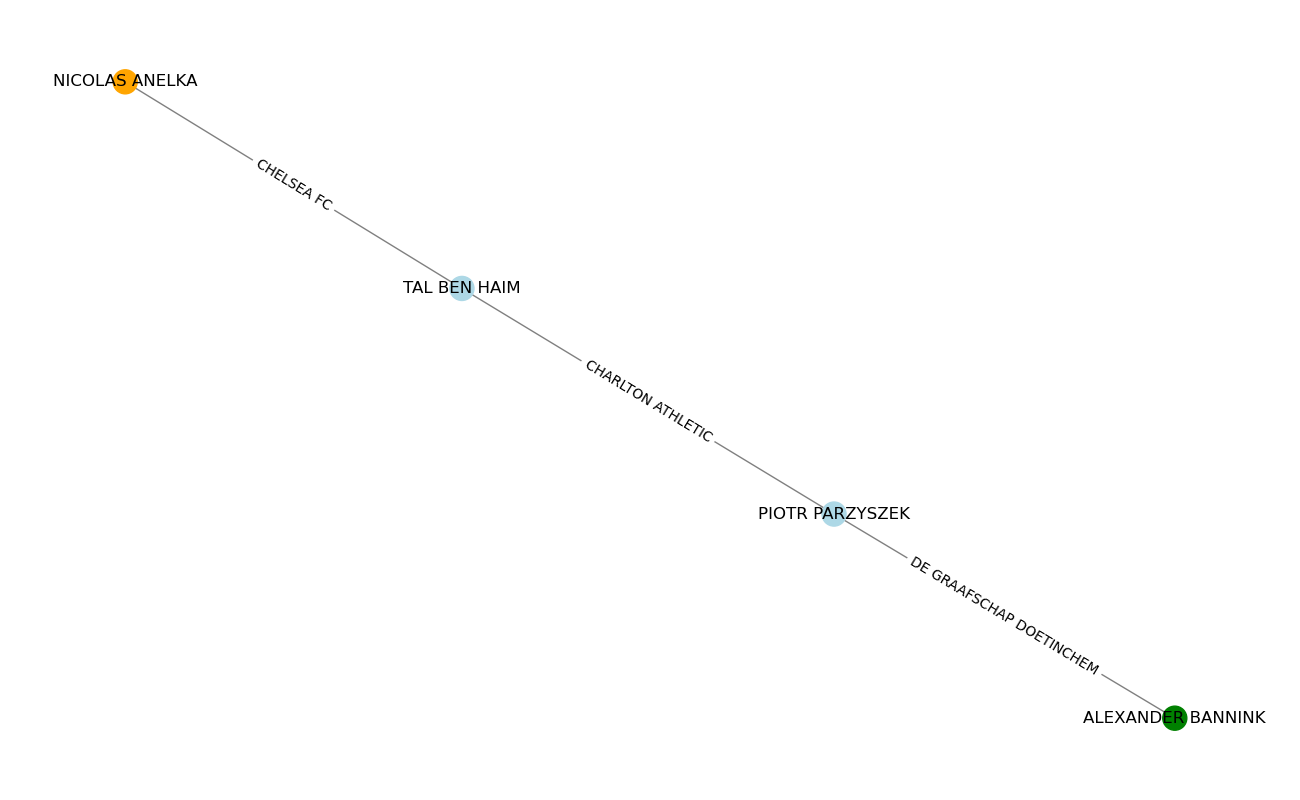 NICOLAS ANELKA
CHELSEA FC
TAL BEN HAIM
CHARLTON ATHLETIC
PIOTR PARZYSZEK
DE GRAAFSCHAP DOETINCHEM
ALEXANDER BANNINK